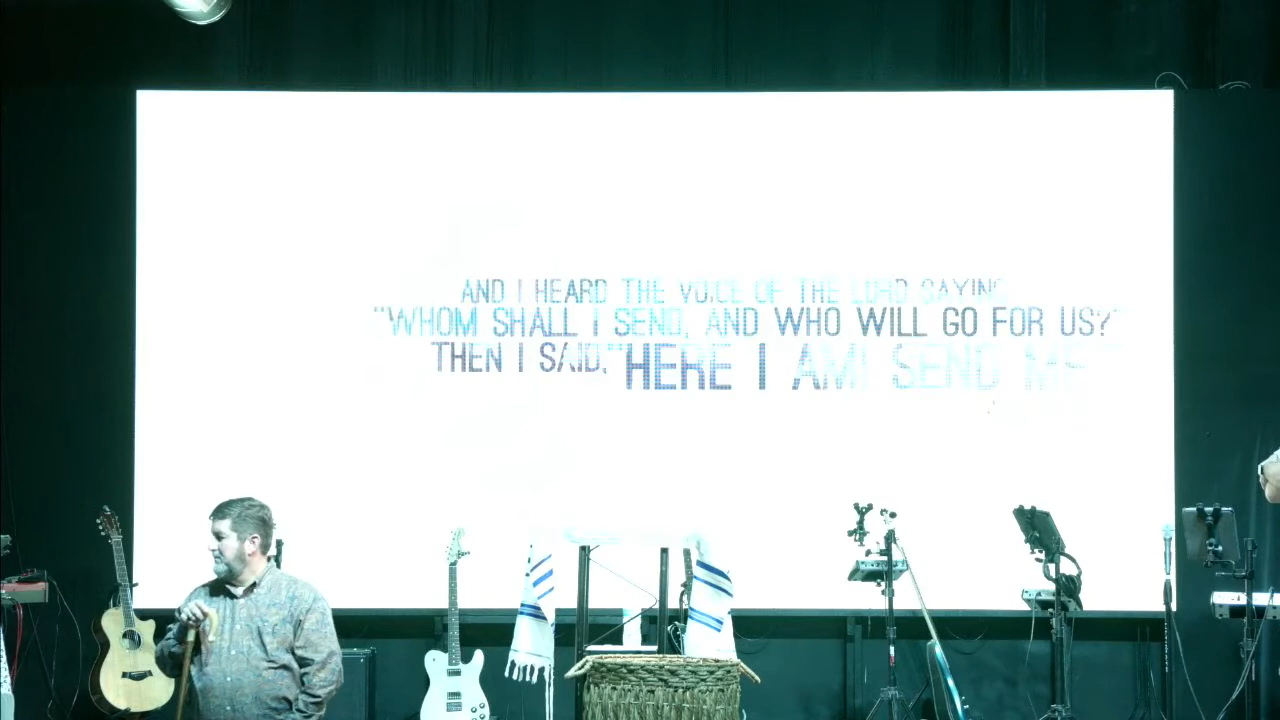 AND I HEARD THE VOICE OF THE LORD SAYING
"WHOM SHALL I SEND, AND WHO WILL GO FOR US?"
THEN I SAID, "HERE I AM! SEND ME"